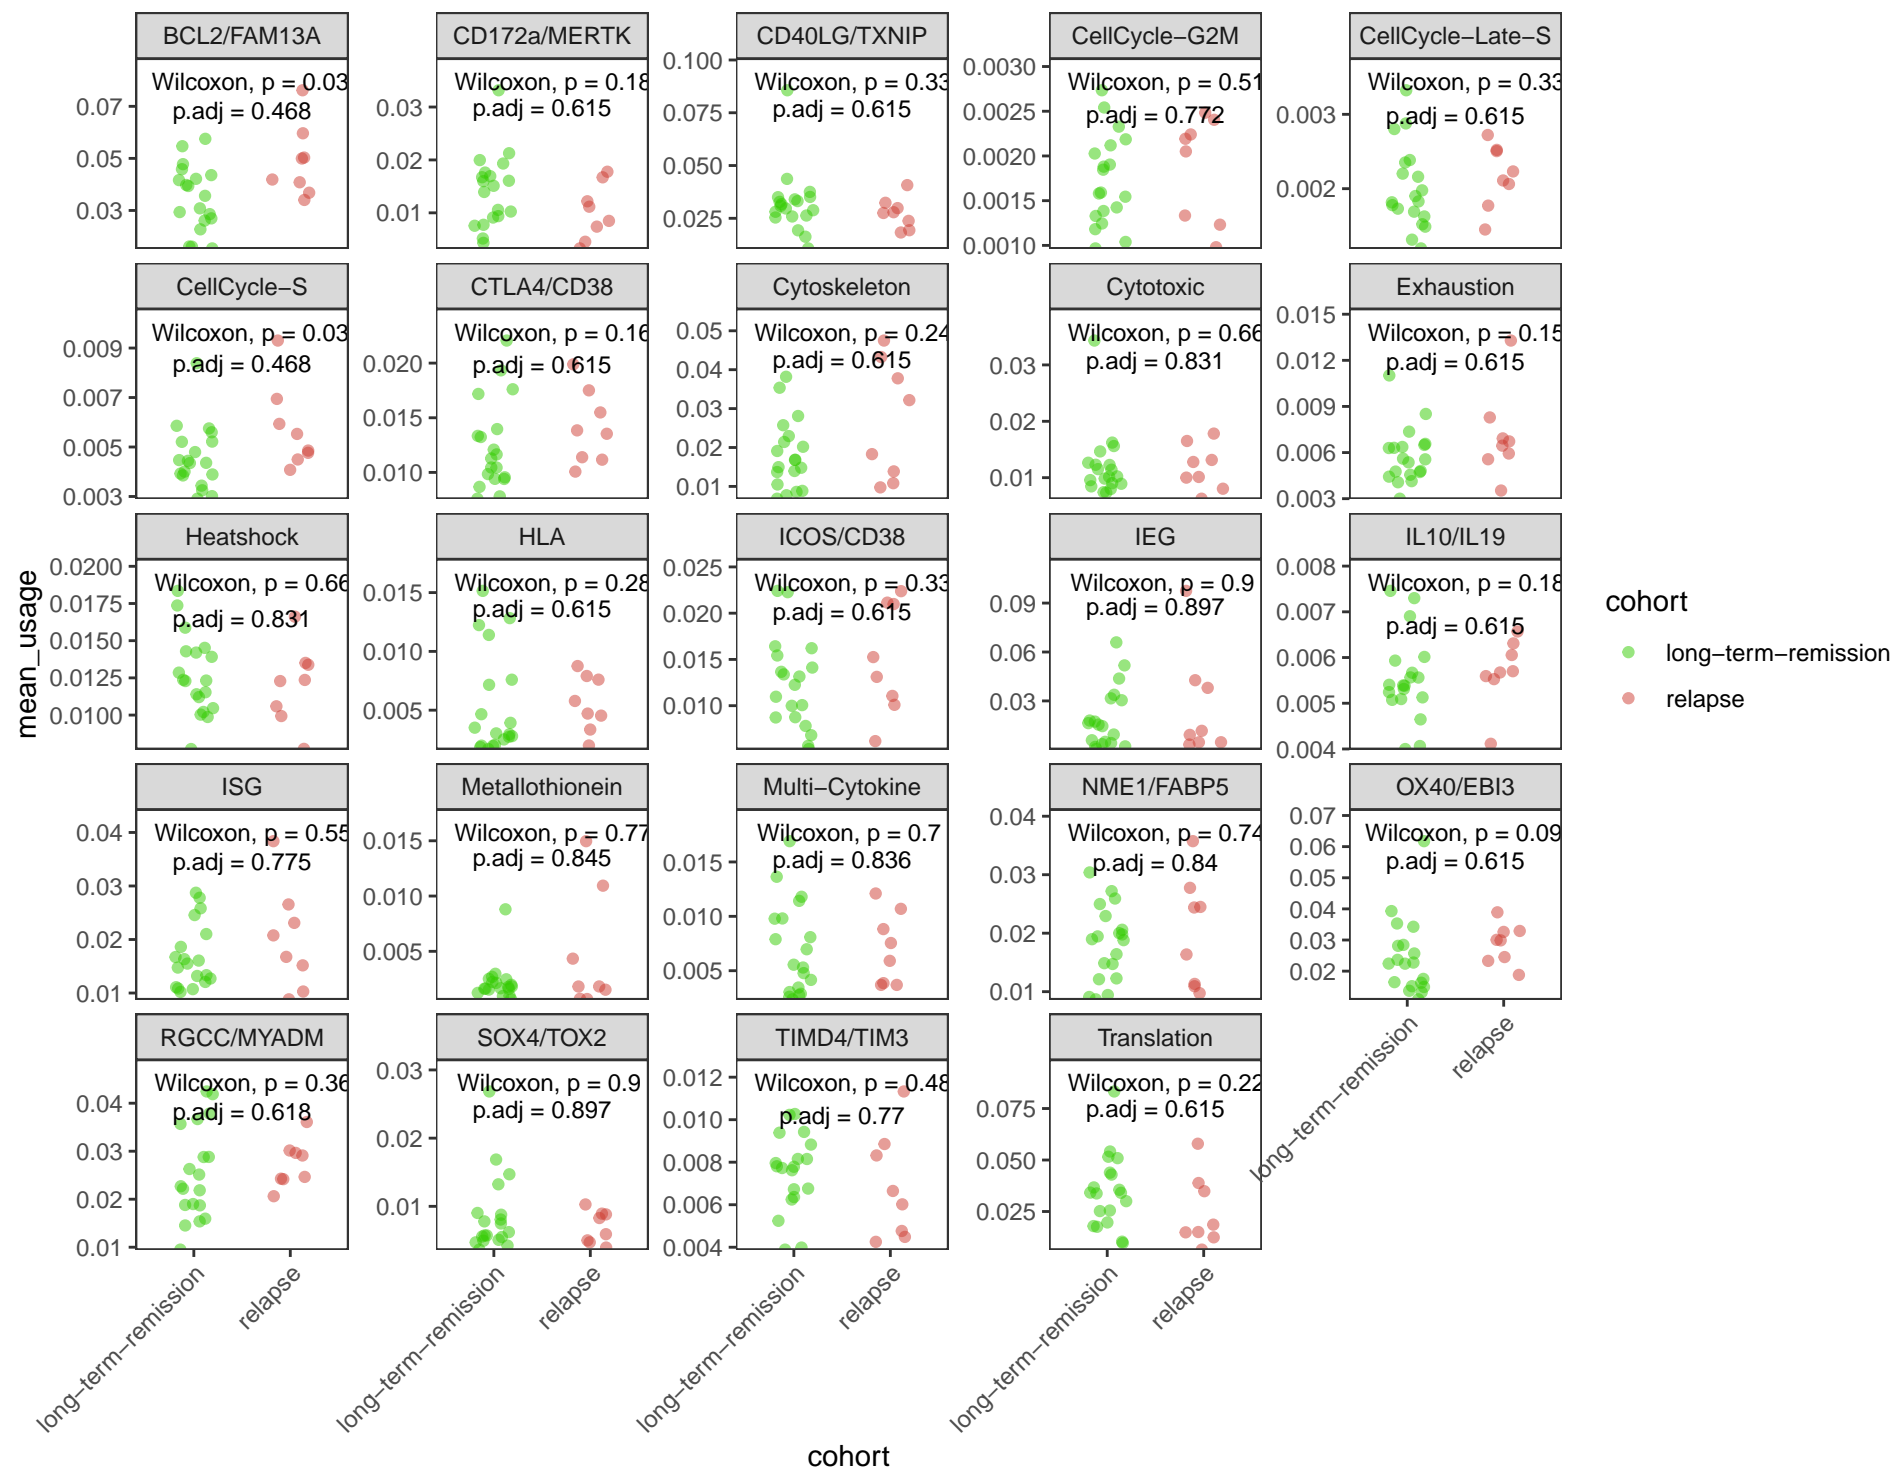 BCL2/FAM13A
CD172a/MERTK
CD40LG/TXNIP
CellCycle−G2M
CellCycle−Late−S
Wilcoxon, p = 0.03
p.adj = 0.468
0.07
0.05
0.03
Wilcoxon, p = 0.18
p.adj = 0.615
0.03
0.02
0.01
Wilcoxon, p = 0.33
p.adj = 0.615
0.100
0.075
0.050
0.025
Wilcoxon, p = 0.51
p.adj = 0.772
0.0030
0.0025
0.0020
0.0015
0.0010
Wilcoxon, p = 0.33
p.adj = 0.615
0.003
0.002
CellCycle−S
CTLA4/CD38
Cytoskeleton
Cytotoxic
Exhaustion
Wilcoxon, p = 0.03
p.adj = 0.468
0.009
0.007
0.005
0.003
Wilcoxon, p = 0.16
p.adj = 0.615
0.020
0.015
0.010
Wilcoxon, p = 0.24
p.adj = 0.615
0.05
0.04
0.03
0.02
0.01
Wilcoxon, p = 0.66
p.adj = 0.831
0.03
0.02
0.01
Wilcoxon, p = 0.15
p.adj = 0.615
0.015
0.012
0.009
0.006
0.003
Heatshock
HLA
ICOS/CD38
IEG
IL10/IL19
Wilcoxon, p = 0.66
p.adj = 0.831
0.0200
0.0175
0.0150
0.0125
0.0100
Wilcoxon, p = 0.28
p.adj = 0.615
0.015
0.010
0.005
Wilcoxon, p = 0.33
p.adj = 0.615
0.025
0.020
0.015
0.010
Wilcoxon, p = 0.9
p.adj = 0.897
0.09
0.06
0.03
Wilcoxon, p = 0.18
p.adj = 0.615
0.008
0.007
0.006
0.005
0.004
ISG
Metallothionein
Multi−Cytokine
NME1/FABP5
OX40/EBI3
Wilcoxon, p = 0.55
p.adj = 0.775
0.04
0.03
0.02
0.01
Wilcoxon, p = 0.77
p.adj = 0.845
0.015
0.010
0.005
Wilcoxon, p = 0.7
p.adj = 0.836
0.015
0.010
0.005
Wilcoxon, p = 0.74
p.adj = 0.84
0.04
0.03
0.02
0.01
Wilcoxon, p = 0.09
p.adj = 0.615
0.07
0.06
0.05
0.04
0.03
0.02
RGCC/MYADM
SOX4/TOX2
TIMD4/TIM3
Translation
Wilcoxon, p = 0.36
p.adj = 0.618
0.04
0.03
0.02
0.01
Wilcoxon, p = 0.9
p.adj = 0.897
0.03
0.02
0.01
Wilcoxon, p = 0.48
p.adj = 0.77
0.012
0.010
0.008
0.006
0.004
Wilcoxon, p = 0.22
p.adj = 0.615
0.075
0.050
0.025
long−term−remission
relapse
long−term−remission
relapse
long−term−remission
relapse
long−term−remission
relapse
long−term−remission
relapse
cohort
mean_usage
cohort
long−term−remission
relapse